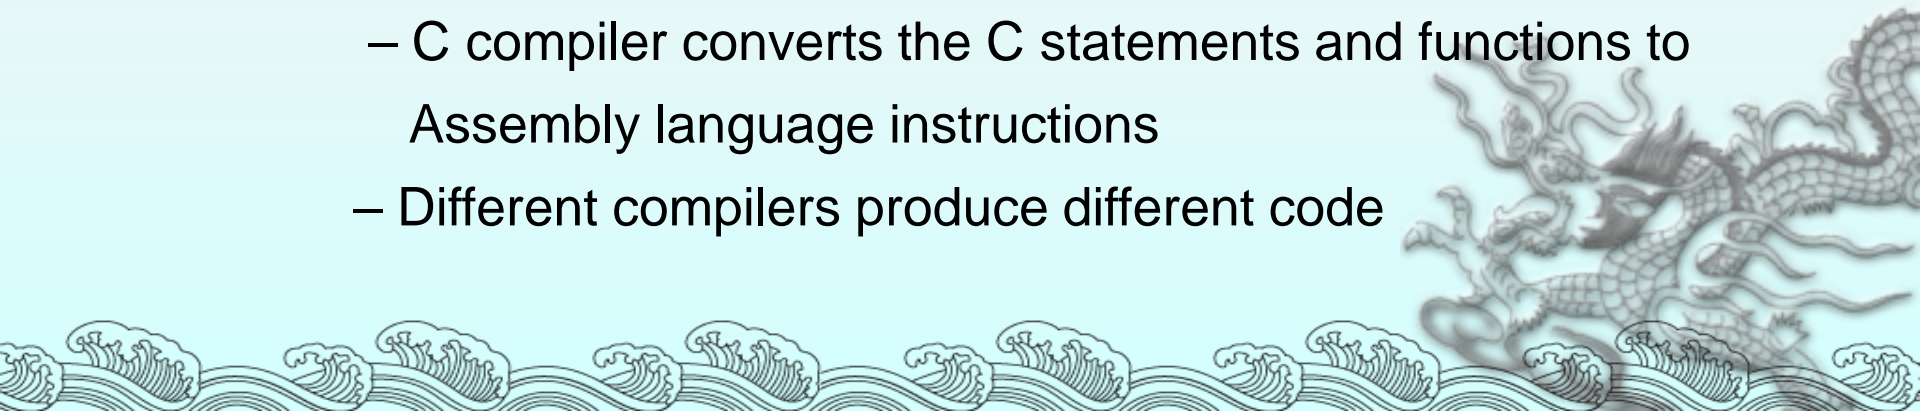 – C compiler converts the C statements and functions to
Assembly language instructions
– Different compilers produce different code